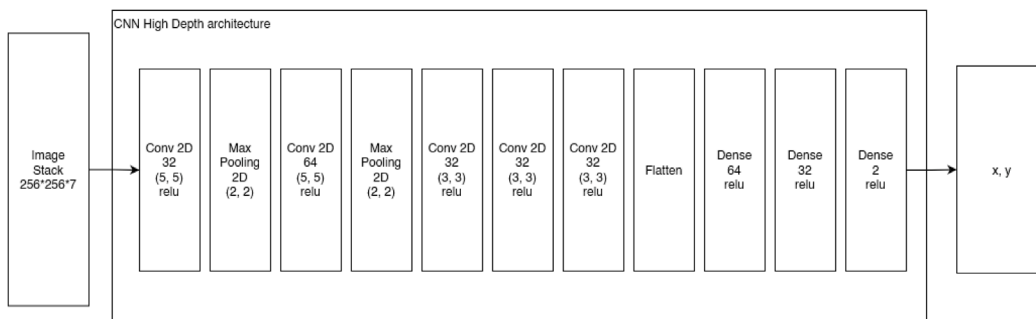 CNN High Depth architecture
Image
Stack
256*256*7
Conv 2D
32
(5, 5)
relu
Max
Pooling
2D
(2, 2)
Conv 2D
64
(5, 5)
relu
Max
Pooling
2D
(2, 2)
Conv 2D
32
(3, 3)
relu
Conv 2D
32
(3, 3)
relu
Conv 2D
32
(3, 3)
relu
Flatten
Dense
64
relu
Dense
32
relu
Dense
2
relu
x, y